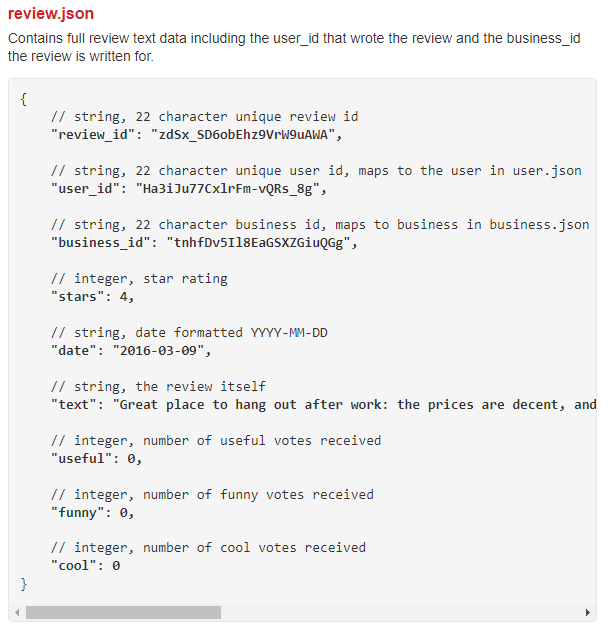 review.json
Contains full review text data including the user_id that wrote the review and the business_id
the review is written for.
{
    // string, 22 character unique review id
    "review_id": "zdSx_SD6obEhz9VrW9uAWA",

    // string, 22 character unique user id, maps to the user in user.json
    "user_id": "Ha3iJu77CxlrFm-vQRs_8g",

    // string, 22 character business id, maps to business in business.json
    "business_id": "tnhfDv5Il8EaGSXZGiuQGg",

    // integer, star rating
    "stars": 4,

    // string, date formatted YYYY-MM-DD
    "date": "2016-03-09",

    // string, the review itself
    "text": "Great place to hang out after work: the prices are decent, and

    // integer, number of useful votes received
    "useful": 0,

    // integer, number of funny votes received
    "funny": 0,

    // integer, number of cool votes received
    "cool": 0
}